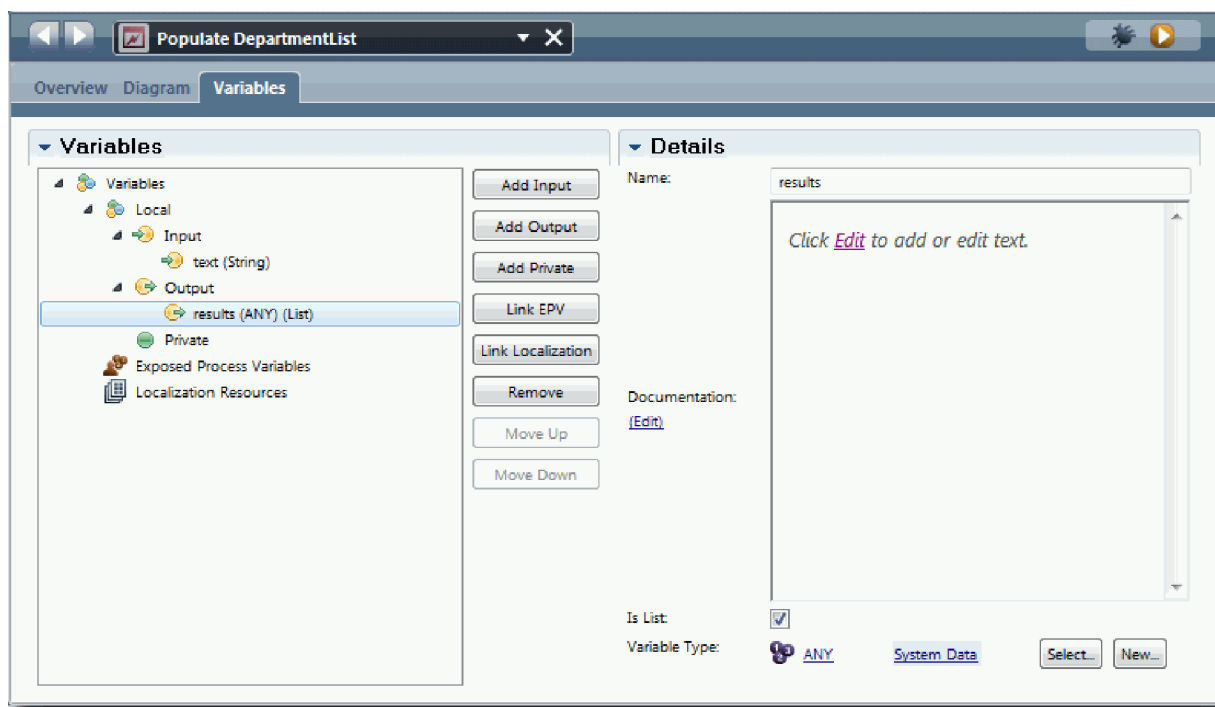 Populate DepartmentList
Overview Diagram Variables
Variables
Variables
Local
Input
text (String)
Output
results (ANY) (List)
Private
Exposed Process Variables
Localization Resources
Add Input
Add Output
Add Private
Link EPV
Link Localization
Remove
Move Up
Move Down
Details
Name: results
Click Edit to add or edit text.
Documentation:
(Edit)
Is List:
Variable Type: ANY System Data Select... New...